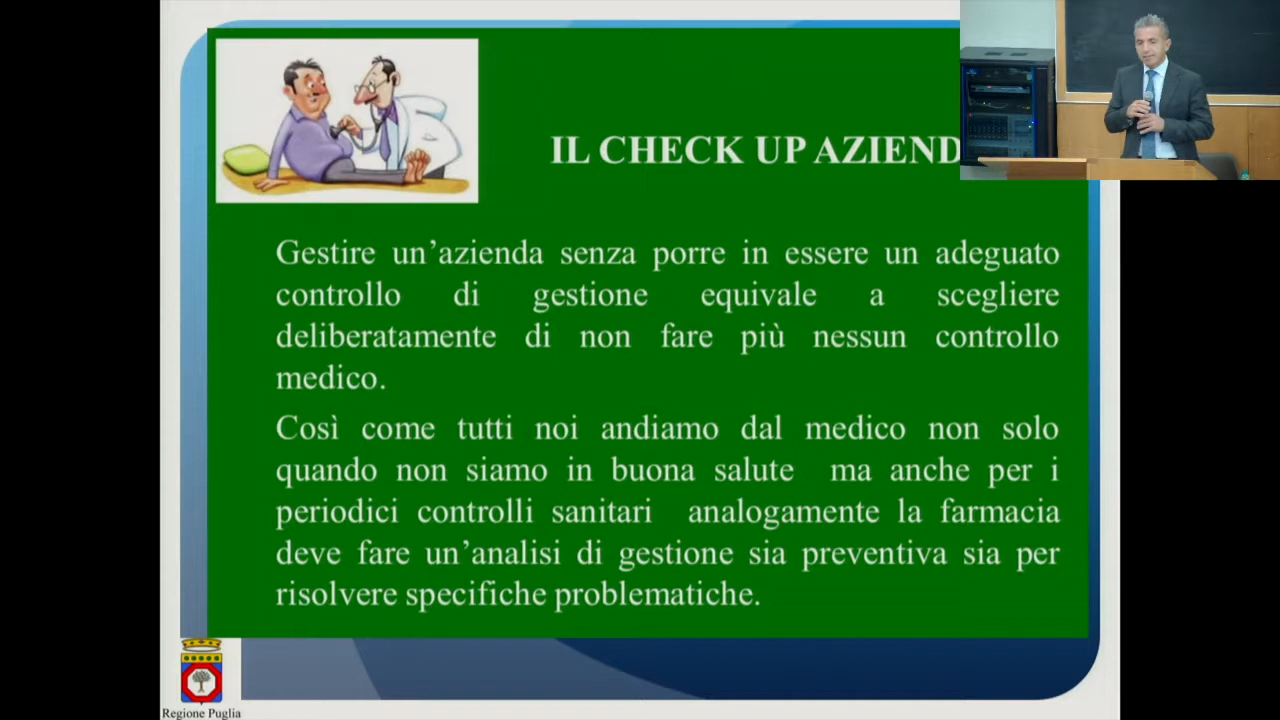 IL CHECK UP AZIEND
Gestire un’azienda senza porre in essere un adeguato
controllo di gestione equivale a scegliere
deliberatamente di non fare più nessun controllo
medico.
Così come tutti noi andiamo dal medico non solo
quando non siamo in buona salute ma anche per i
periodici controlli sanitari analogamente la farmacia
deve fare un’analisi di gestione sia preventiva sia per
risolvere specifiche problematiche.
Regione Puglia